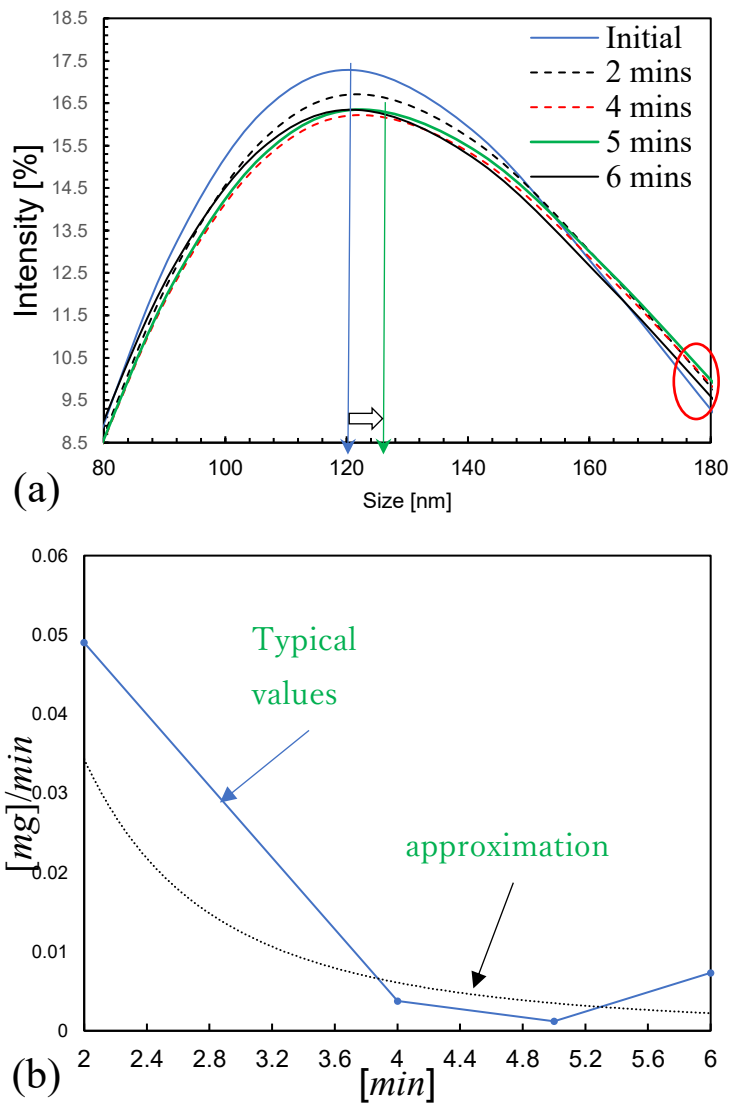 18.5
17.5
16.5
15.5
14.5
13.5
12.5
11.5
10.5
9.5
8.5
Intensity [%]
Initial
2 mins
4 mins
5 mins
6 mins
80 100 120 140 160 180
Size [nm]
(a)
0.06
0.05
0.04
0.03
0.02
0.01
0
[mg]/min
Typical
values
approximation
2 2.4 2.8 3.2 3.6 4 4.4 4.8 5.2 5.6 6
[min]
(b)